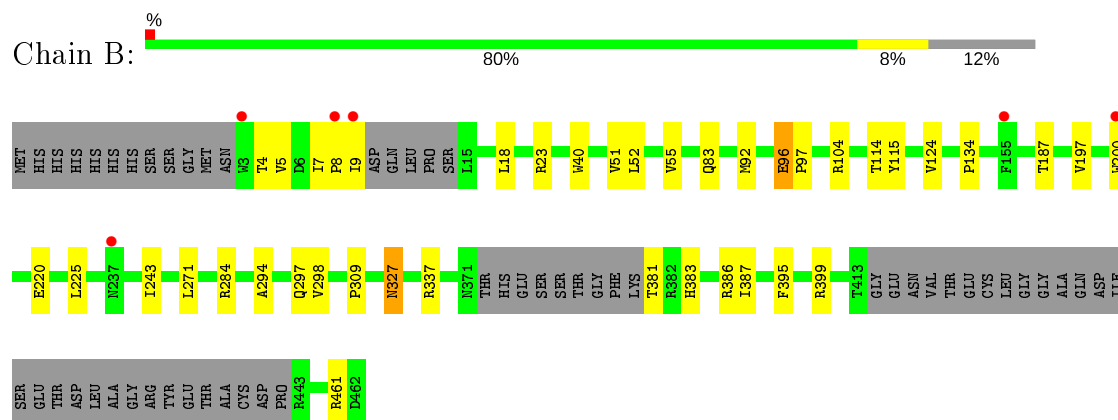 %
Chain B:
80% 8% 12%
MET HIS HIS HIS HIS HIS HIS SER SER GLY MET ASN W3 T4 V5 D6 I7 P8 I9 ASP GLN LEU PRO SER L15 L18 R23 W40 V51 L52 V55 Q83 M92 E96 P97 R104 T114 Y115 V124 P134 F155 T187 V197 W200
E220 L225 N237 I243 L271 R284 A294 Q297 V298 P309 N327 R337 N371 THR HIS GLU SER SER THR GLY PHE LYS T381 R382 H383 R386 I387 F395 R399 T413 GLY GLU ASN VAL THR GLU CYS LEU GLY GLY ALA GLN ASP ILE
SER GLU THR ASP LEU ALA GLY ARG TYR GLU THR ALA CYS ASP PRO R443 R461 D462